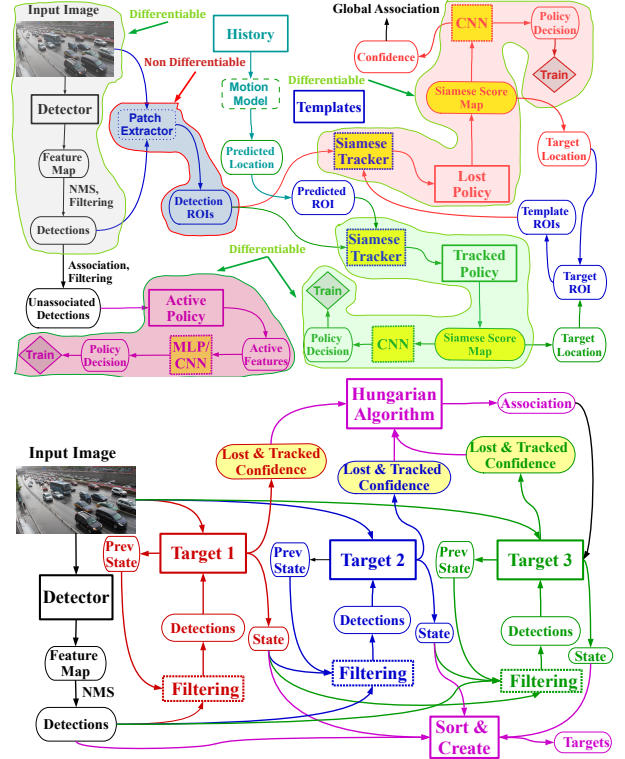 Input Image
Differentiable
Detector
Feature
Map
NMS,
Filtering
Detections
Association,
Filtering
Unassociated
Detections
Non Differentiable
Patch
Extractor
Detection
ROIs
History
Motion
Model
Predicted
Location
Predicted
ROI
Templates
Global Association
Confidence
CNN
Policy
Decision
Train
Differentiable
Siamese Score
Map
Siamese
Tracker
Lost Policy
Target
Location
Template
ROIs
Target
ROI
Siamese
Tracker
Tracked
Policy
Differentiable
Train
Policy
Decision
CNN
Siamese Score
Map
Target
Location
Active
Policy
Train
Policy
Decision
MLP/
CNN
Active
Features
Hungarian
Algorithm
Association
Lost & Tracked
Confidence
Lost & Tracked
Confidence
Lost & Tracked
Confidence
Input Image
Prev
State
Target 1
Prev
State
Target 2
Prev
State
Target 3
Detector
Detections
State
Detections
State
Detections
State
Feature
Map
NMS
Filtering
Filtering
Filtering
Detections
Sort &
Create
Targets